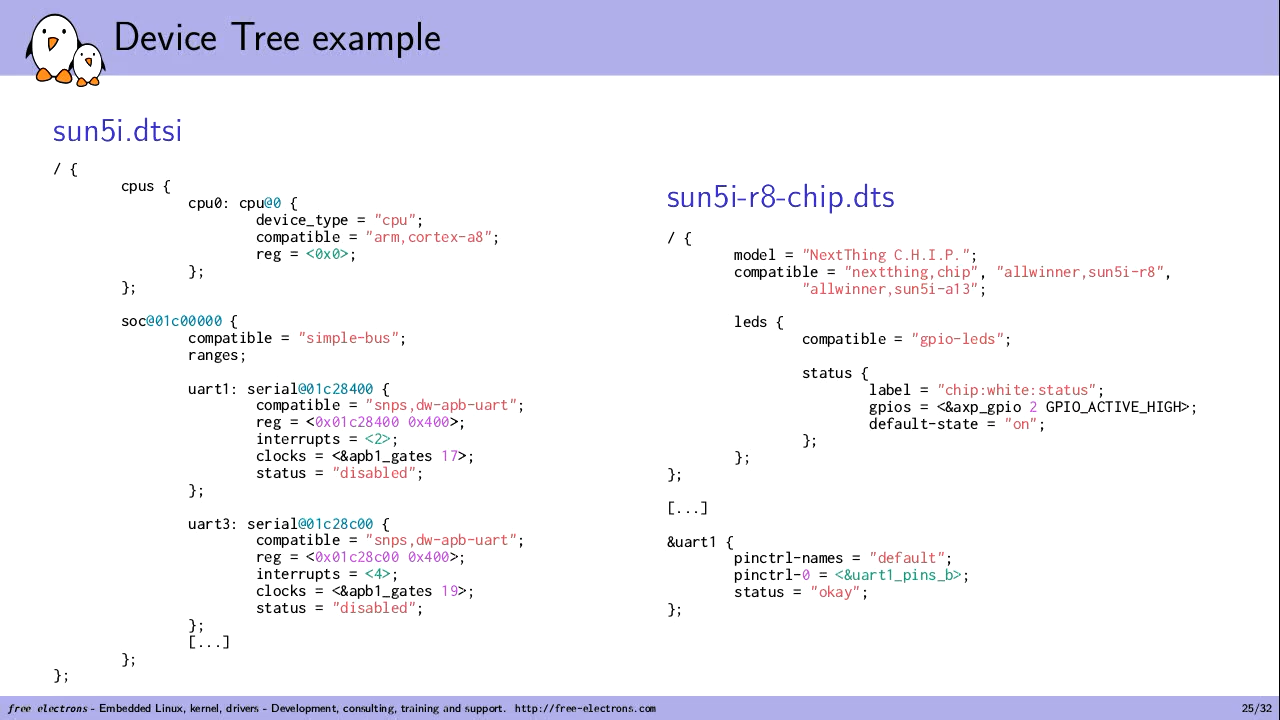 Device Tree example
sun5i.dtsi
/ {
        cpus {
                cpu0: cpu@0 {
                        device_type = "cpu";
                        compatible = "arm,cortex-a8";
                        reg = <0x0>;
                };
        };

        soc@01c00000 {
                compatible = "simple-bus";
                ranges;

                uart1: serial@01c28400 {
                        compatible = "snps,dw-apb-uart";
                        reg = <0x01c28400 0x400>;
                        interrupts = <2>;
                        clocks = <&apb1_gates 17>;
                        status = "disabled";
                };

                uart3: serial@01c28c00 {
                        compatible = "snps,dw-apb-uart";
                        reg = <0x01c28c00 0x400>;
                        interrupts = <4>;
                        clocks = <&apb1_gates 19>;
                        status = "disabled";
                };
                [...]
        };
};
sun5i-r8-chip.dts
/ {
        model = "NextThing C.H.I.P.";
        compatible = "nextthing,chip", "allwinner,sun5i-r8",
                "allwinner,sun5i-a13";

        leds {
                compatible = "gpio-leds";

                status {
                        label = "chip:white:status";
                        gpios = <&axp_gpio 2 GPIO_ACTIVE_HIGH>;
                        default-state = "on";
                };
        };
};

[...]

&uart1 {
        pinctrl-names = "default";
        pinctrl-0 = <&uart1_pins_b>;
        status = "okay";
};
free electrons - Embedded Linux, kernel, drivers - Development, consulting, training and support. http://free-electrons.com
25/32